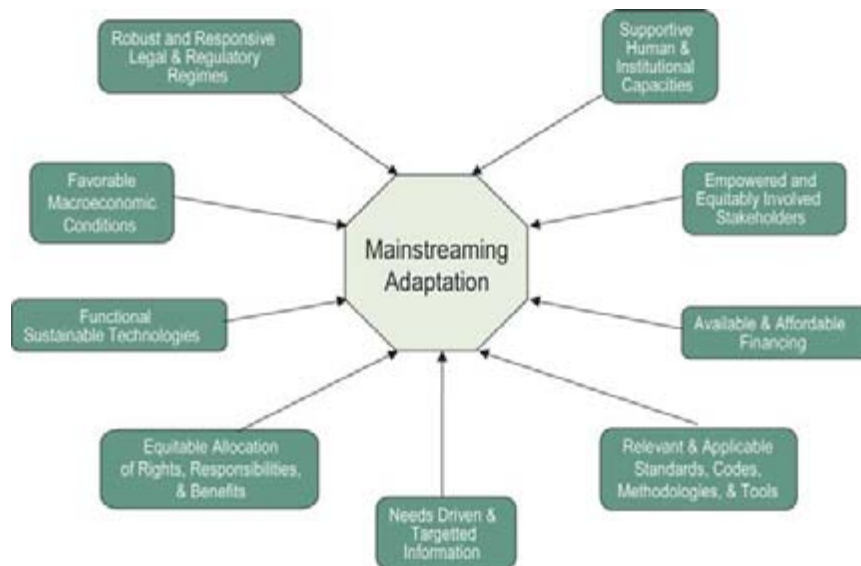 Robust and Responsive
Legal & Regulatory
Regimes
Supportive
Human &
Institutional
Capacities
Favorable
Macroeconomic
Conditions
Empowered and
Equitably Involved
Stakeholders
Mainstreaming
Adaptation
Functional
Sustainable Technologies
Available & Affordable
Financing
Equitable Allocation
of Rights, Responsibilities,
& Benefits
Relevant & Applicable
Standards, Codes,
Methodologies, & Tools
Needs Driven &
Targetted
Information